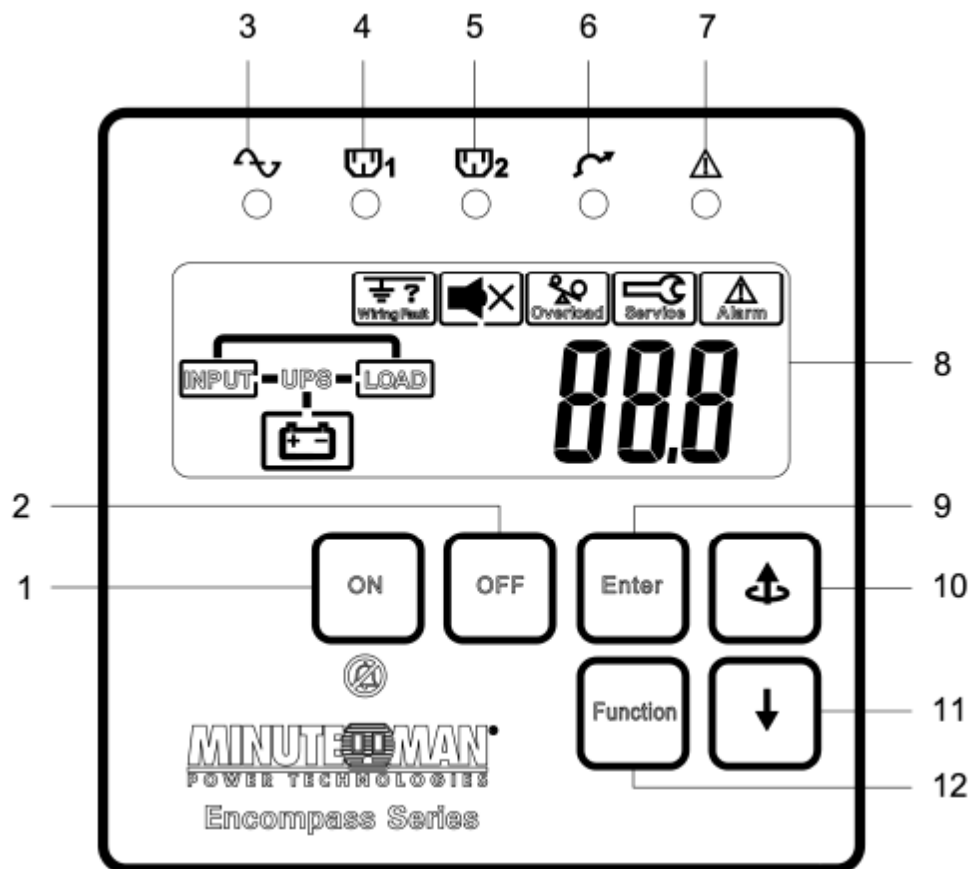 3 4 5 6 7
1 2
Wiring Fault Overload Service Alarm
?
INPUT UPS LOAD
88.8
8
+ -
2 9
ON OFF Enter
1 10
Function
11
MINUTEMAN®
POWER TECHNOLOGIES
12
Encompass Series